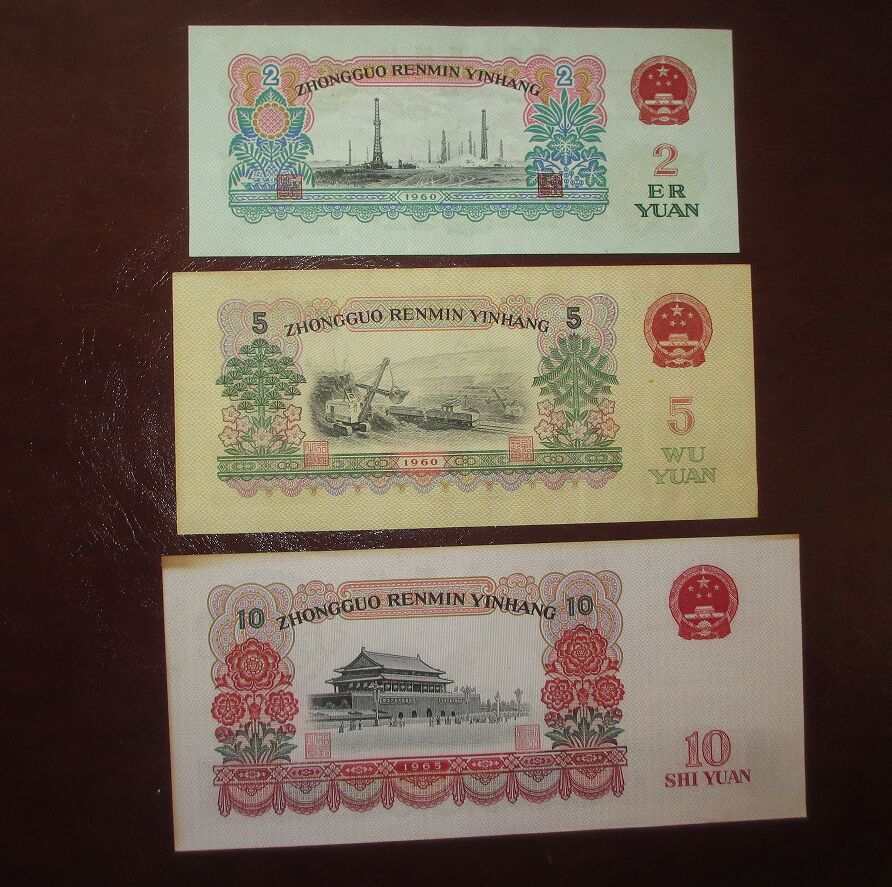 2 ZHONGGUO RENMIN YINHANG 2
1960
2
ER
YUAN
5 ZHONGGUO RENMIN YINHANG 5
1960
5
WU
YUAN
10 ZHONGGUO RENMIN YINHANG 10
1965
10
SHI YUAN